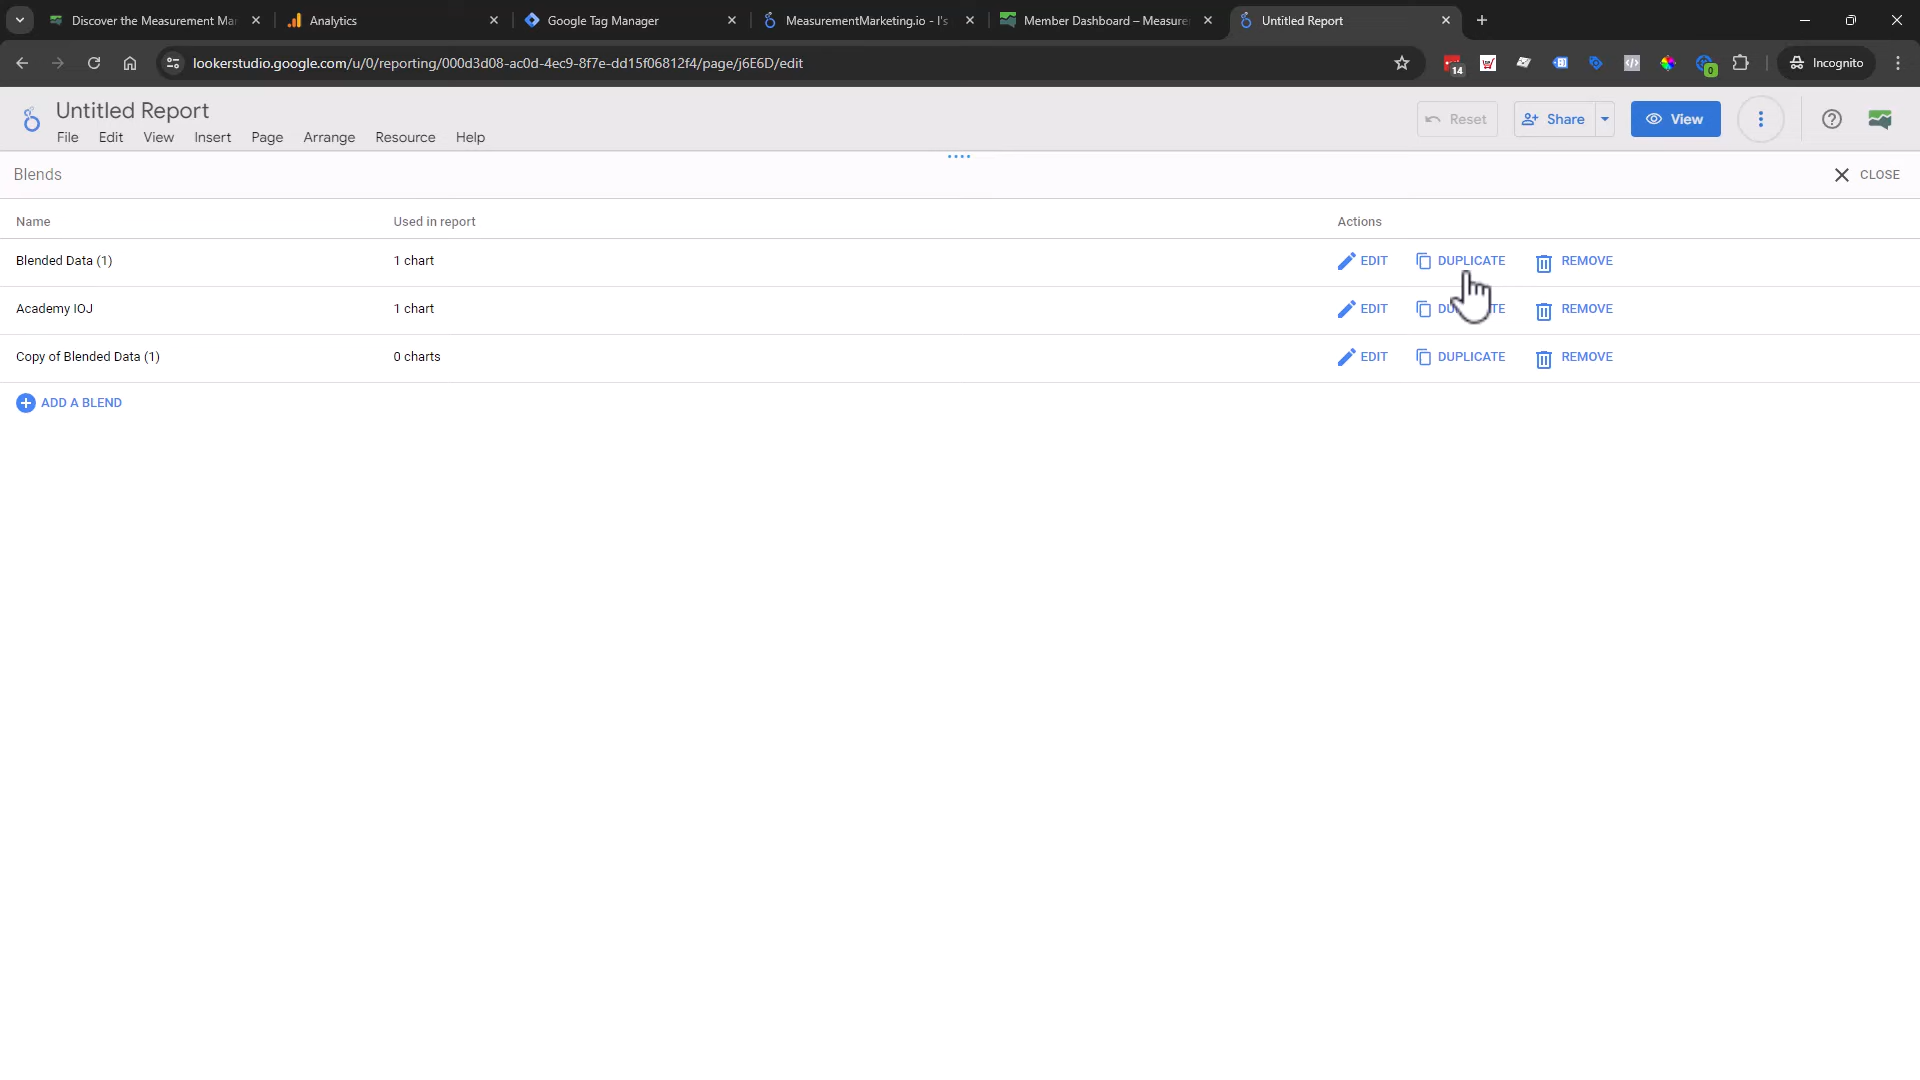 Discover the Measurement Ma
Analytics
Google Tag Manager
MeasurementMarketing.io - I's
Member Dashboard – Measure
Untitled Report
lookerstudio.google.com/u/0/reporting/000d3d08-ac0d-4ec9-8f7e-dd15f06812f4/page/j6E6D/edit
14
0
Incognito
Untitled Report
File Edit View Insert Page Arrange Resource Help
Reset
Share
View
Blends
CLOSE
Name Used in report Actions
Blended Data (1) 1 chart EDIT DUPLICATE REMOVE
Academy IOJ 1 chart EDIT REMOVE
Copy of Blended Data (1) 0 charts EDIT DUPLICATE REMOVE
ADD A BLEND